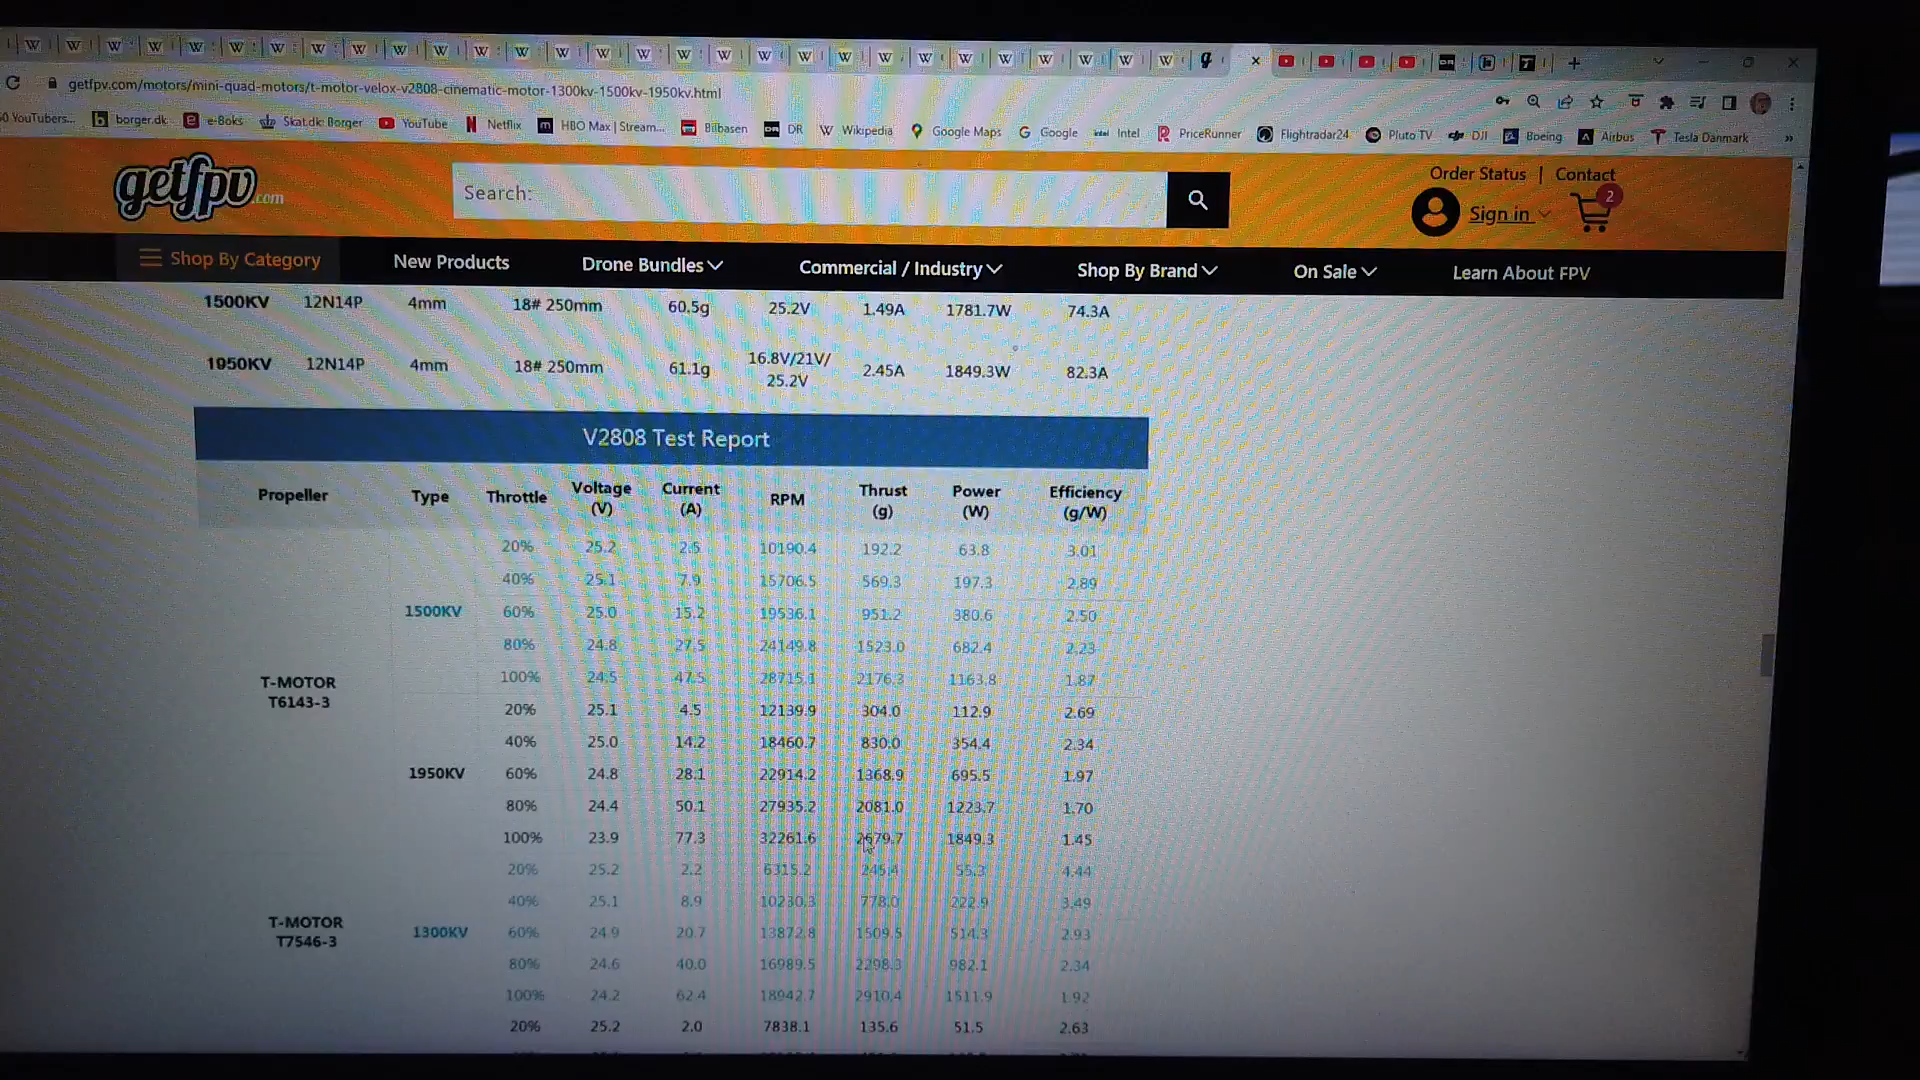 getfpv.com/motors/mini-quad-motors/t-motor-velox-v2808-cinematic-motor-1300kv-1500kv-1950kv.html
YouTubers... borger.dk e-Boks Skat.dk: Borger YouTube Netflix HBO Max | Stream... Bilbasen DR Wikipedia Google Maps Google Intel PriceRunner Flightradar24 Pluto TV DJI Boeing Airbus Tesla Danmark »
getfpv.com
Search:
Order Status | Contact
Sign in
2
Shop By Category New Products Drone Bundles Commercial / Industry Shop By Brand On Sale Learn About FPV
1500KV 12N14P 4mm 18# 250mm 60.5g 25.2V 1.49A 1781.7W 74.3A
1950KV 12N14P 4mm 18# 250mm 61.1g 16.8V/21V/ 25.2V 2.45A 1849.3W 82.3A
V2808 Test Report
Propeller Type Throttle Voltage (V) Current (A) RPM Thrust (g) Power (W) Efficiency (g/W)
20% 25.2 2.5 10190.4 192.2 63.8 3.01
40% 25.1 7.9 15706.5 569.3 197.3 2.89
1500KV 60% 25.0 15.2 19536.1 951.2 380.6 2.50
80% 24.8 27.5 24149.8 1523.0 682.4 2.23
T-MOTOR T6143-3 100% 24.5 47.5 28715.1 2176.3 1163.8 1.87
20% 25.1 4.5 12139.9 304.0 112.9 2.69
40% 25.0 14.2 18460.7 830.0 354.4 2.34
1950KV 60% 24.8 28.1 22914.2 1368.9 695.5 1.97
80% 24.4 50.1 27935.2 2081.0 1223.7 1.70
100% 23.9 77.3 32261.6 2679.7 1849.3 1.45
20% 25.2 2.2 6315.2 245.4 55.3 4.44
40% 25.1 8.9 10230.3 778.0 222.9 3.49
T-MOTOR T7546-3 1300KV 60% 24.9 20.7 13872.8 1509.5 514.3 2.93
80% 24.6 40.0 16989.5 2298.3 982.1 2.34
100% 24.2 62.4 18942.7 2910.4 1511.9 1.92
20% 25.2 2.0 7838.1 135.6 51.5 2.63